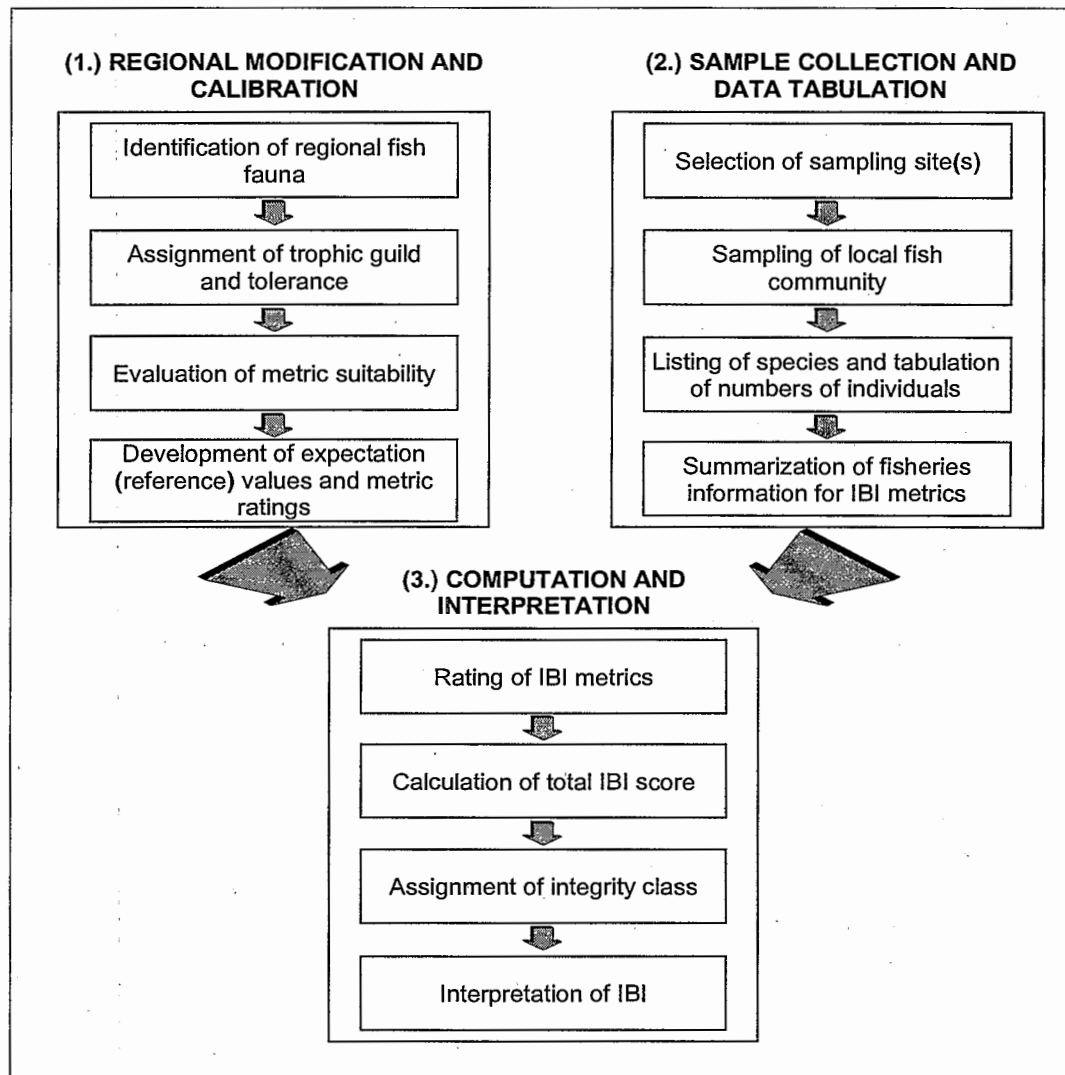 (1.) REGIONAL MODIFICATION AND
CALIBRATION
Identification of regional fish
fauna
Assignment of trophic guild
and tolerance
Evaluation of metric suitability
Development of expectation
(reference) values and metric
ratings
(2.) SAMPLE COLLECTION AND
DATA TABULATION
Selection of sampling site(s)
Sampling of local fish
community
Listing of species and tabulation
of numbers of individuals
Summarization of fisheries
information for IBI metrics
(3.) COMPUTATION AND
INTERPRETATION
Rating of IBI metrics
Calculation of total IBI score
Assignment of integrity class
Interpretation of IBI